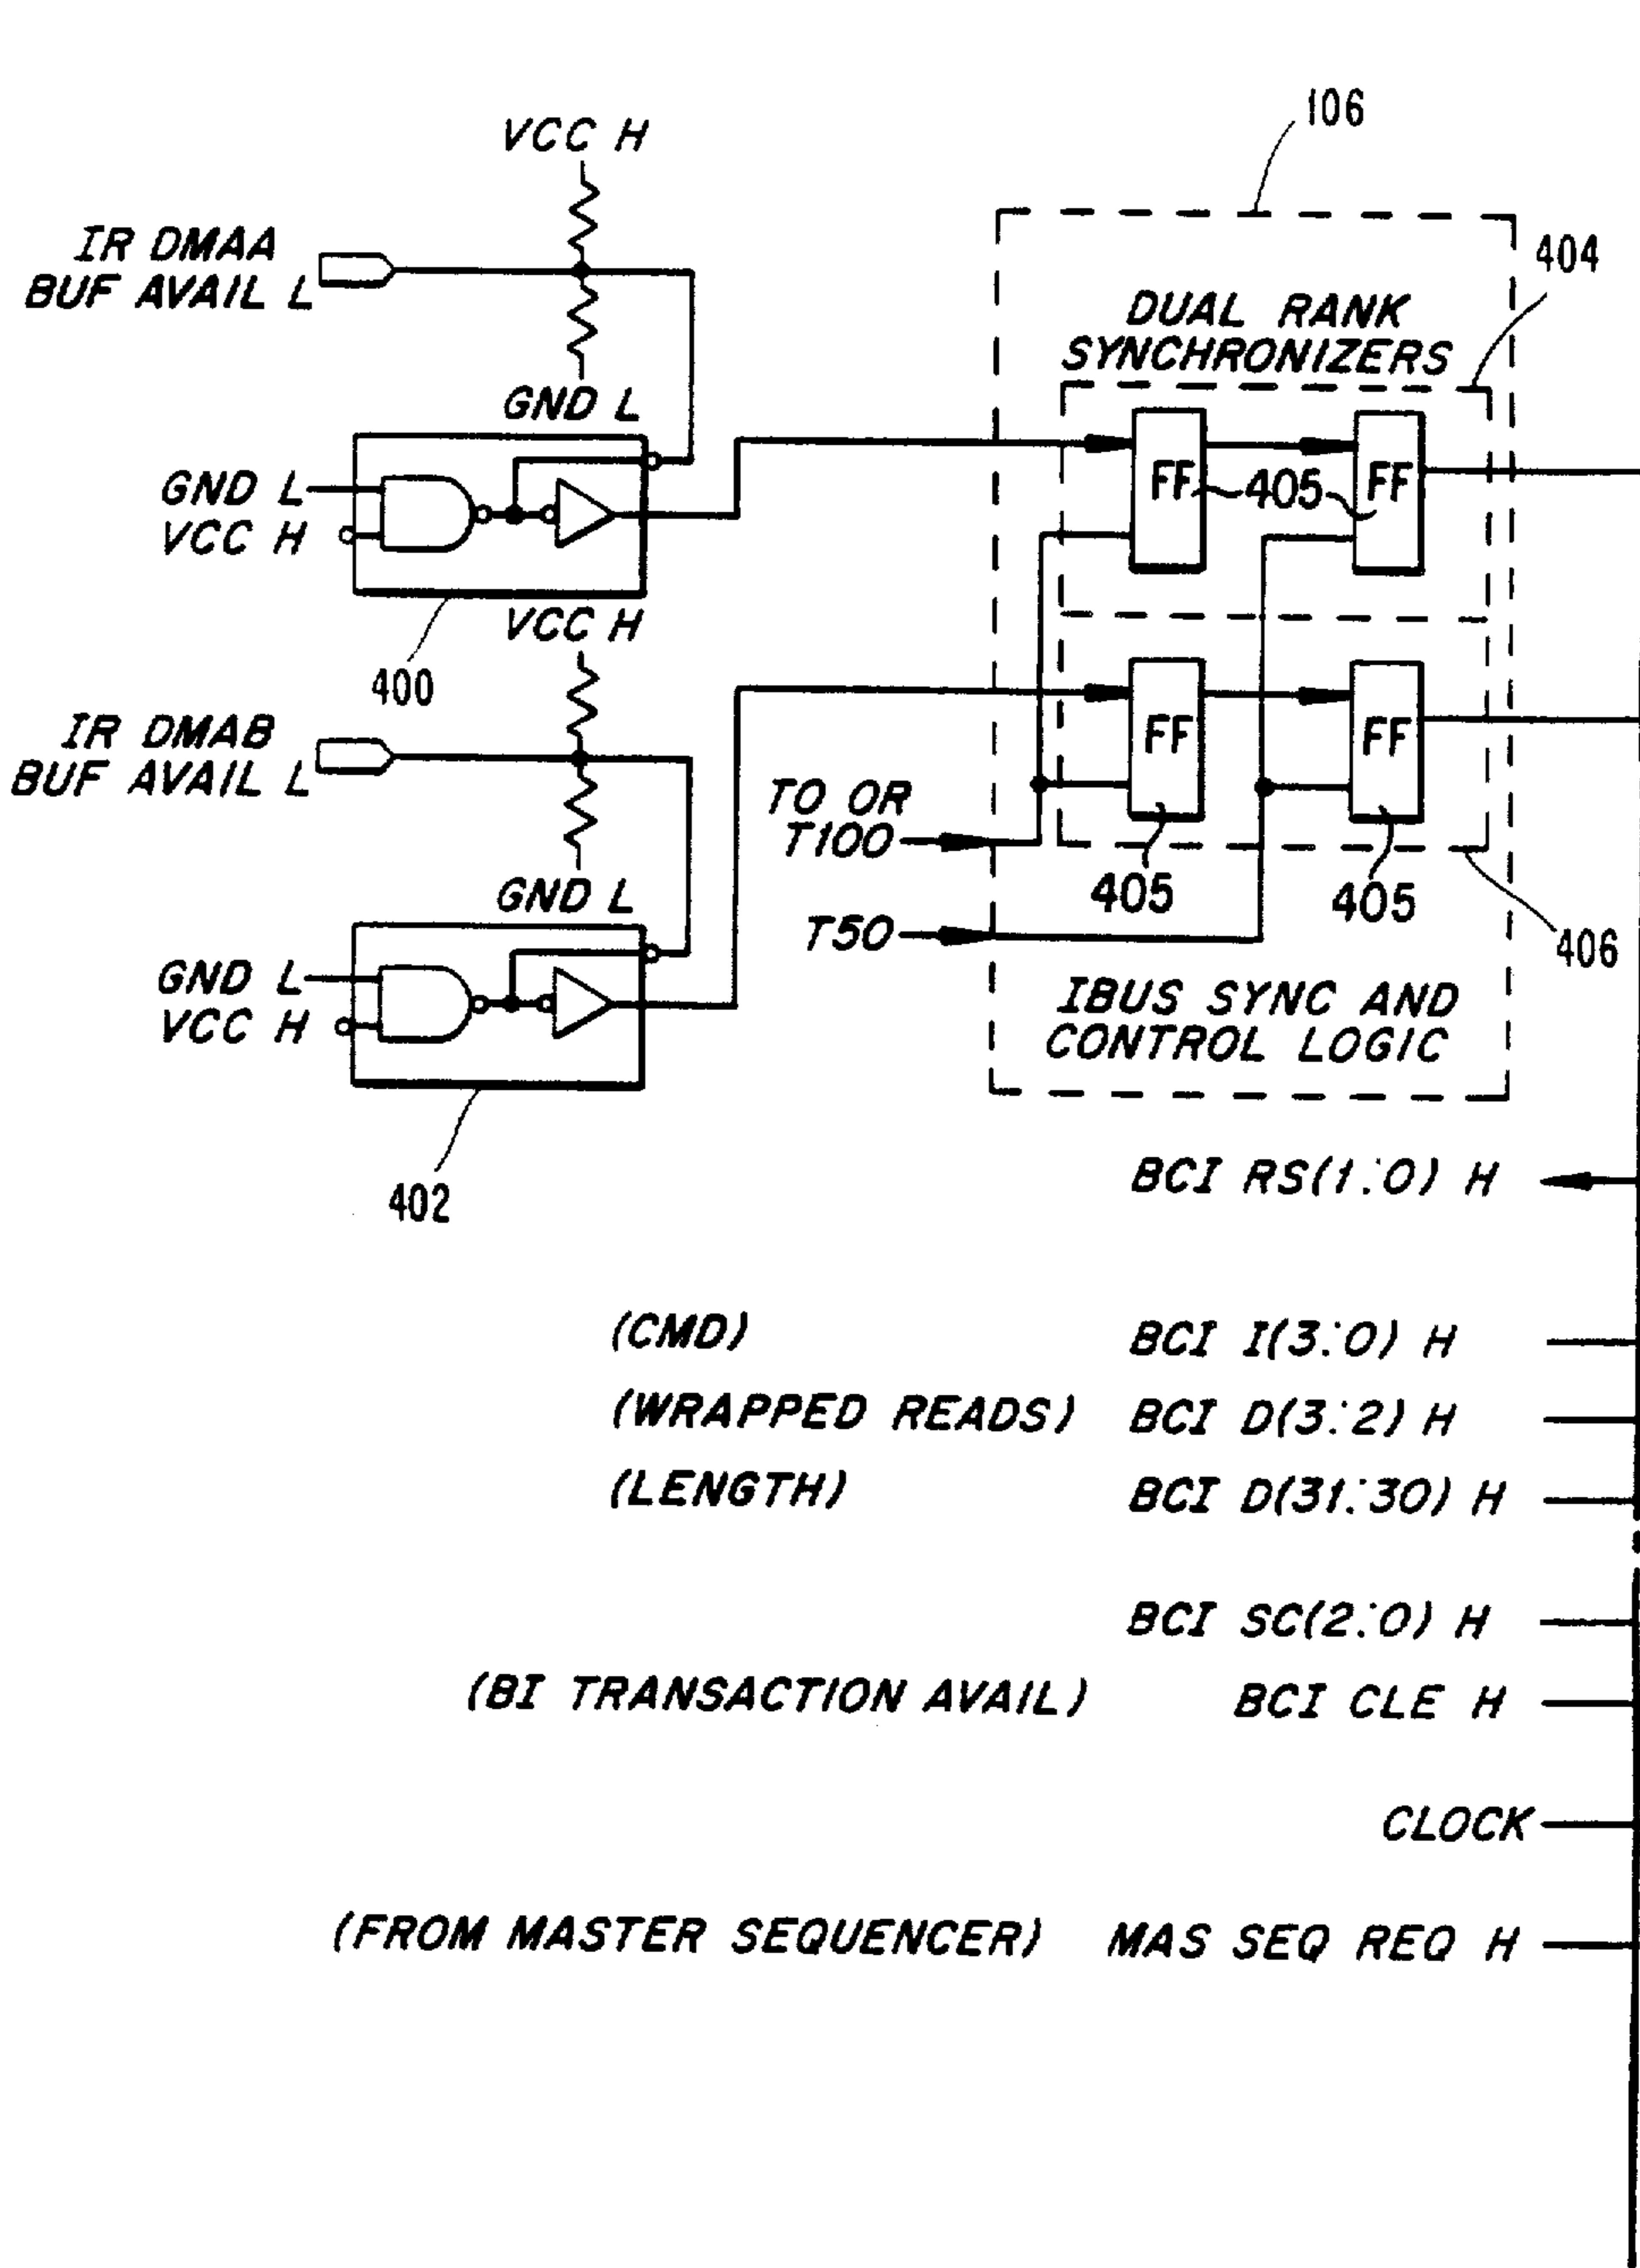 106
VCC H
IR DMAA
BUF AVAIL L
404
DUAL RANK
SYNCHRONIZERS
GND L
GND L
VCC H
FF
405
FF
400
VCC H
IR DMAB
BUF AVAIL L
FF
FF
TO OR
T100
405
405
GND L
T50
406
GND L
VCC H
IBUS SYNC AND
CONTROL LOGIC
402
BCI RS(1:0) H
(CMD) BCI I(3:0) H
(WRAPPED READS) BCI D(3:2) H
(LENGTH) BCI D(31:30) H
BCI SC(2:0) H
(BI TRANSACTION AVAIL) BCI CLE H
CLOCK
(FROM MASTER SEQUENCER) MAS SEQ REQ H